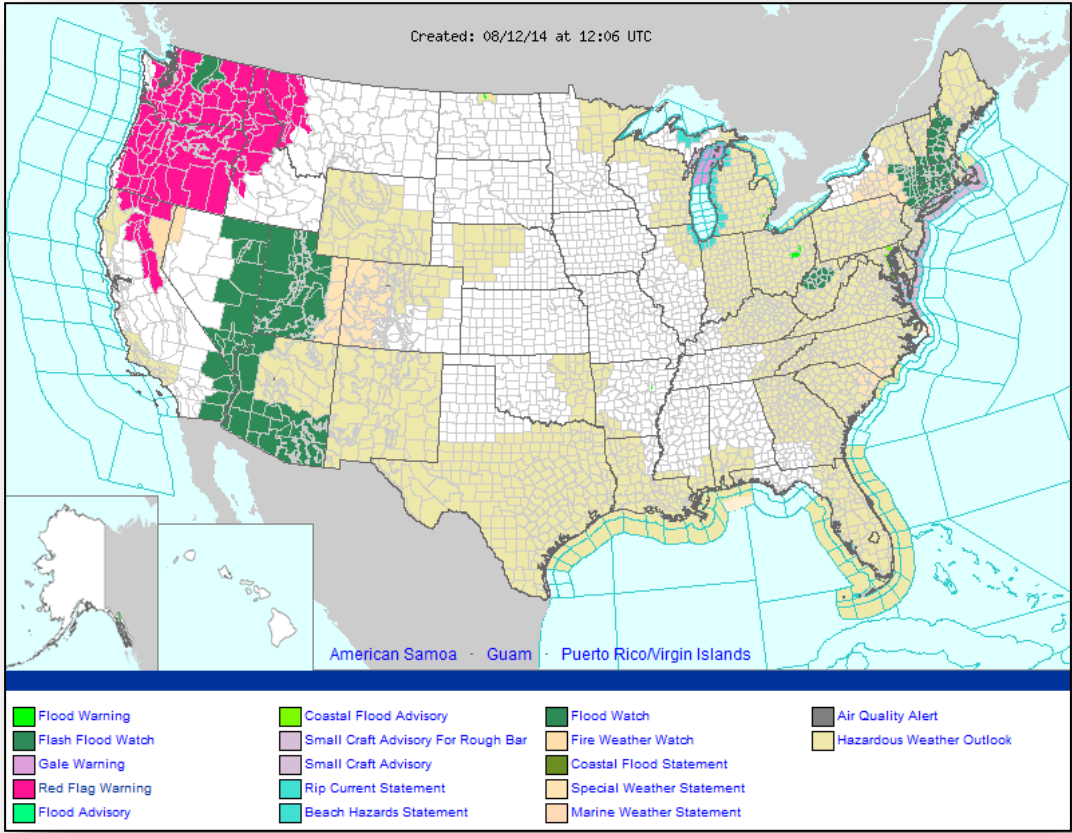 Created: 08/12/14 at 12:06 UTC
American Samoa · Guam · Puerto Rico/Virgin Islands
Flood Warning
Flash Flood Watch
Gale Warning
Red Flag Warning
Flood Advisory
Coastal Flood Advisory
Small Craft Advisory For Rough Bar
Small Craft Advisory
Rip Current Statement
Beach Hazards Statement
Flood Watch
Fire Weather Watch
Coastal Flood Statement
Special Weather Statement
Marine Weather Statement
Air Quality Alert
Hazardous Weather Outlook